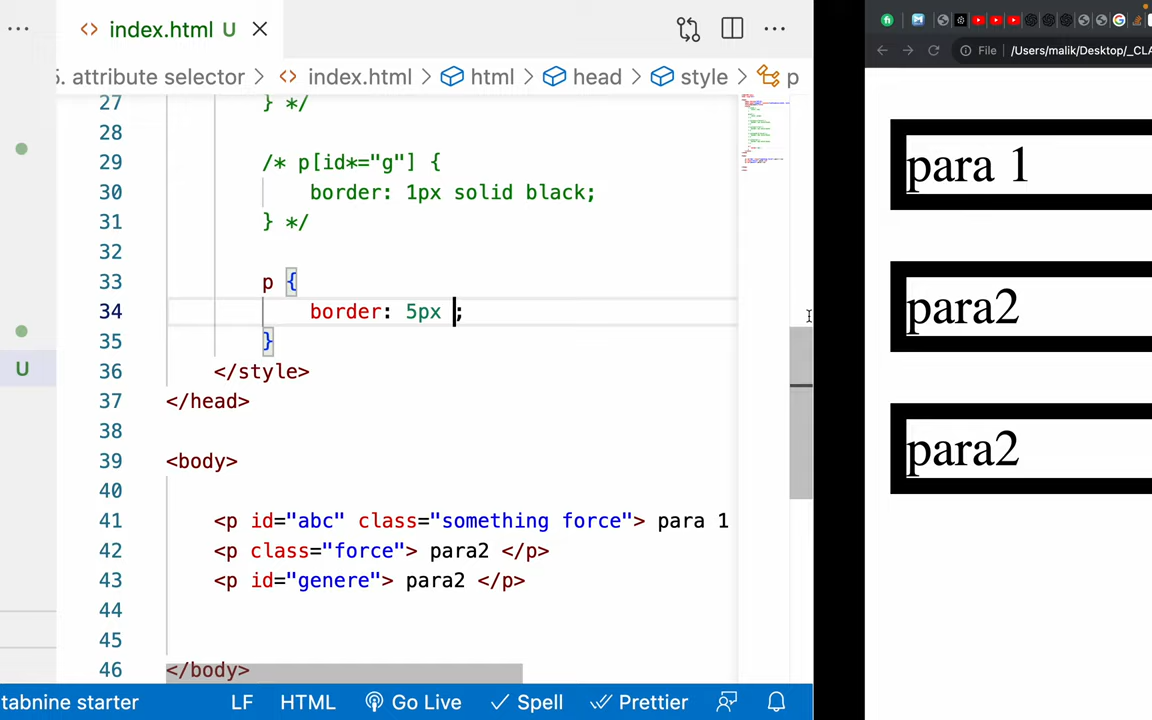 index.html U
5. attribute selector > index.html > html > head > style > p
File /Users/malik/Desktop/_CLA
27 } */
28
29 /* p[id*="g"] {
30 border: 1px solid black;
31 } */
32
33 p {
34 border: 5px ;
35 }
36 </style>
37 </head>
38
39 <body>
40
41 <p id="abc" class="something force"> para 1
42 <p class="force"> para2 </p>
43 <p id="genere"> para2 </p>
44
45
46 </body>
U
para 1
para2
para2
tabnine starter LF HTML Go Live Spell Prettier